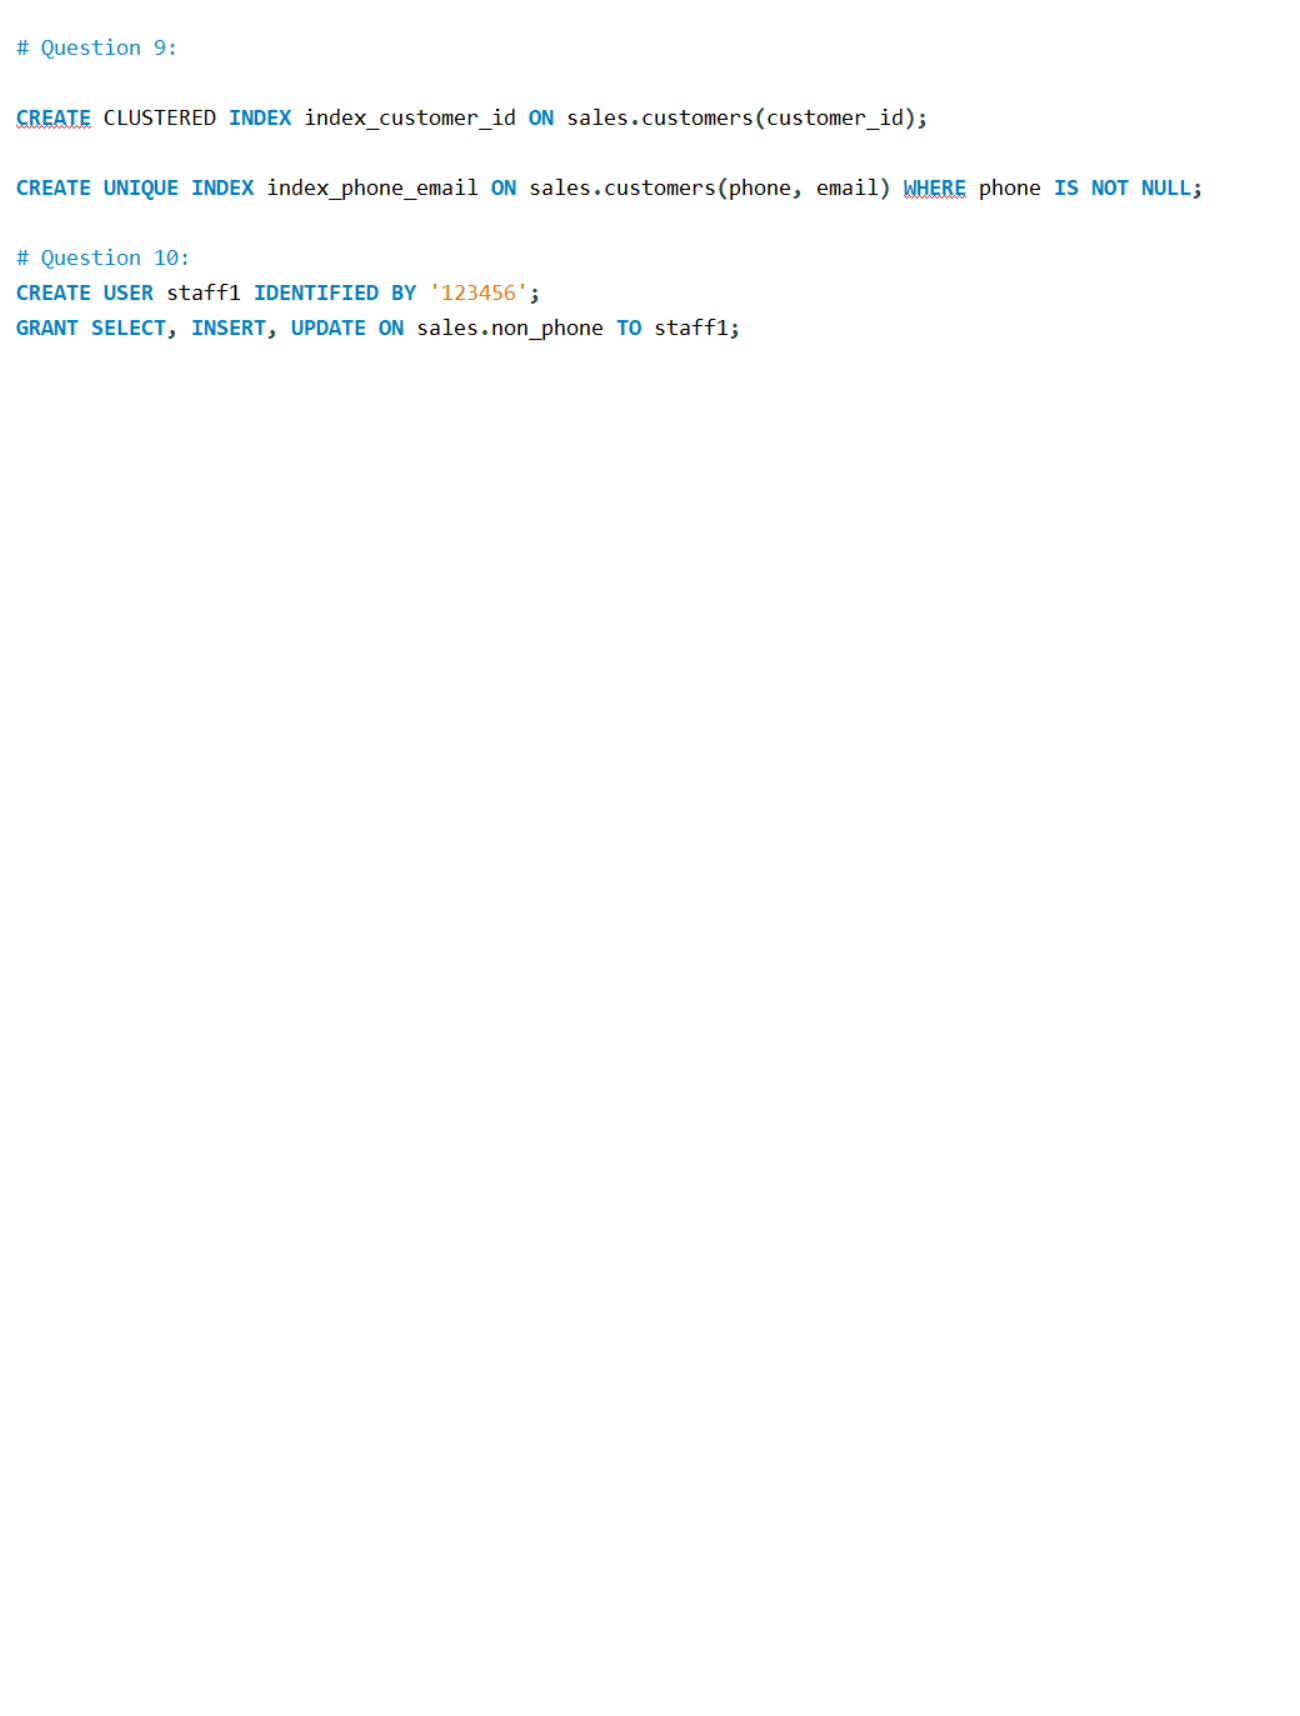 # Question 9:
CREATE CLUSTERED INDEX index_customer_id ON sales.customers(customer_id);
CREATE UNIQUE INDEX index_phone_email ON sales.customers(phone, email) WHERE phone IS NOT NULL;
# Question 10:
CREATE USER staff1 IDENTIFIED BY '123456';
GRANT SELECT, INSERT, UPDATE ON sales.non_phone TO staff1;